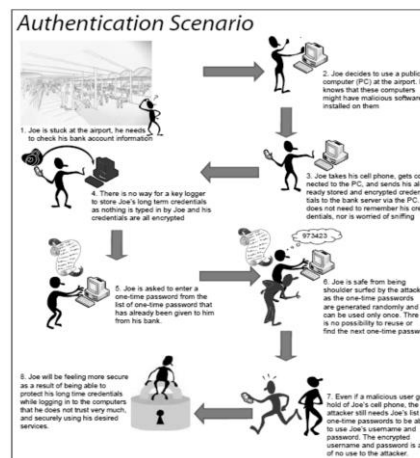 Authentication Scenario
1. Joe is stuck at the airport, he needs
to check his bank account information
2. Joe decides to use a public
computer (PC) at the airport.
knows that these computers
might have malicious software
installed on them
3. Joe takes his cell phone, gets
nected to the PC, and sends his
ready stored and encrypted
tials to the bank server via the PC.
does not need to remember his
dentials, nor is worried of sniffing
4. There is no way for a key logger
to store Joe's long term credentials
as nothing is typed in by Joe and his
credentials are all encrypted
5. Joe is asked to enter a
one-time password from the
list of one-time password that
has already been given to him
from his bank.
973423
6. Joe is safe from being
shoulder surfed by the
as the one-time passwords
are generated randomly and
can be used only once.
is no possibility to reuse or
find the next one-time
7. Even if a malicious user
hold of Joe's cell phone, the
attacker still needs Joe's list
one-time passwords to be
to use Joe's username and
password. The encrypted
username and password is
of no use to the attacker.
8. Joe will be feeling more secure
as a result of being able to
protect his long time credentials
while logging in to the computers
that he does not trust very much,
and securely using his desired
services.